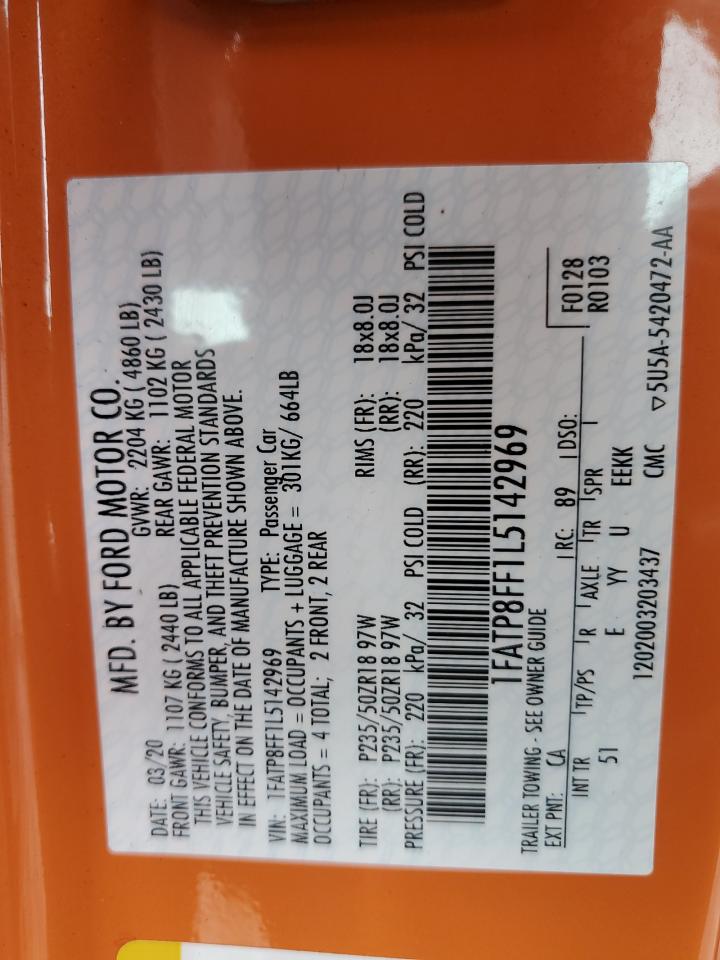 MFD. BY FORD MOTOR CO.
DATE: 03/20 GVWR: 2204 KG ( 4860 LB)
FRONT GAWR: 1107 KG ( 2440 LB) REAR GAWR: 1102 KG ( 2430 LB)
THIS VEHICLE CONFORMS TO ALL APPLICABLE FEDERAL MOTOR
VEHICLE SAFETY, BUMPER, AND THEFT PREVENTION STANDARDS
IN EFFECT ON THE DATE OF MANUFACTURE SHOWN ABOVE.
VIN: 1FATP8FF1L5142969 TYPE: Passenger Car
MAXIMUM LOAD = OCCUPANTS + LUGGAGE = 301KG/ 664LB
OCCUPANTS = 4 TOTAL; 2 FRONT, 2 REAR
TIRE (FR): P235/50ZR18 97W RIMS (FR): 18x8.0J
(RR): P235/50ZR18 97W (RR): 18x8.0J
PRESSURE (FR): 220 kPa/ 32 PSI COLD (RR): 220 kPa/ 32 PSI COLD
1FATP8FF1L5142969
TRAILER TOWING - SEE OWNER GUIDE
EXT PNT: CA RC: 89 DSO: F0128
R0103
INT TR TP/PS R AXLE TR SPR
51 E YY U EEKK
1202003203437 CMC ▽5U5A-5420472-AA